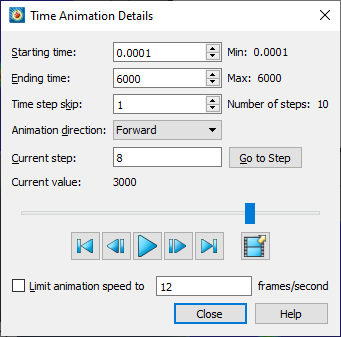 Time Animation Details
Starting time: 0.0001 Min: 0.0001
Ending time: 6000 Max: 6000
Time step skip: 1 Number of steps: 10
Animation direction: Forward
Current step: 8 Go to Step
Current value: 3000
Limit animation speed to 12 frames/second
Close Help